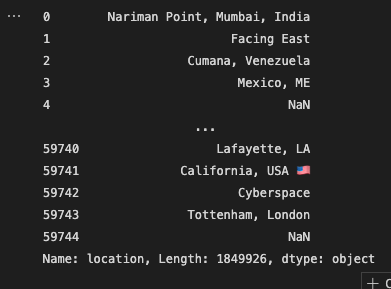 ... 0 Nariman Point, Mumbai, India
1 Facing East
2 Cumana, Venezuela
3 Mexico, ME
4 NaN
...
59740 Lafayette, LA
59741 California, USA 🇺🇸
59742 Cyberspace
59743 Tottenham, London
59744 NaN
Name: location, Length: 1849926, dtype: object
+